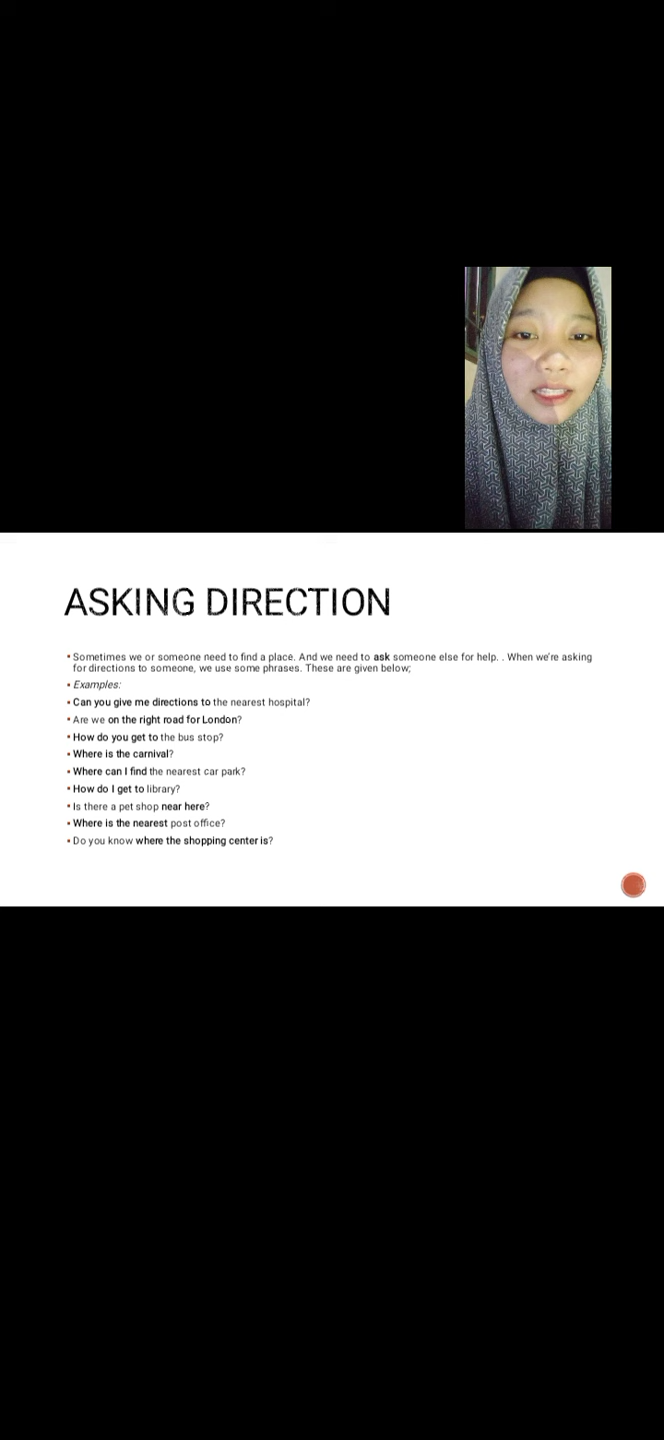 ASKING DIRECTION
▪ Sometimes we or someone need to find a place. And we need to ask someone else for help. . When we're asking
for directions to someone, we use some phrases. These are given below;
▪ Examples:
▪ Can you give me directions to the nearest hospital?
▪ Are we on the right road for London?
▪ How do you get to the bus stop?
▪ Where is the carnival?
▪ Where can I find the nearest car park?
▪ How do I get to library?
▪ Is there a pet shop near here?
▪ Where is the nearest post office?
▪ Do you know where the shopping center is?